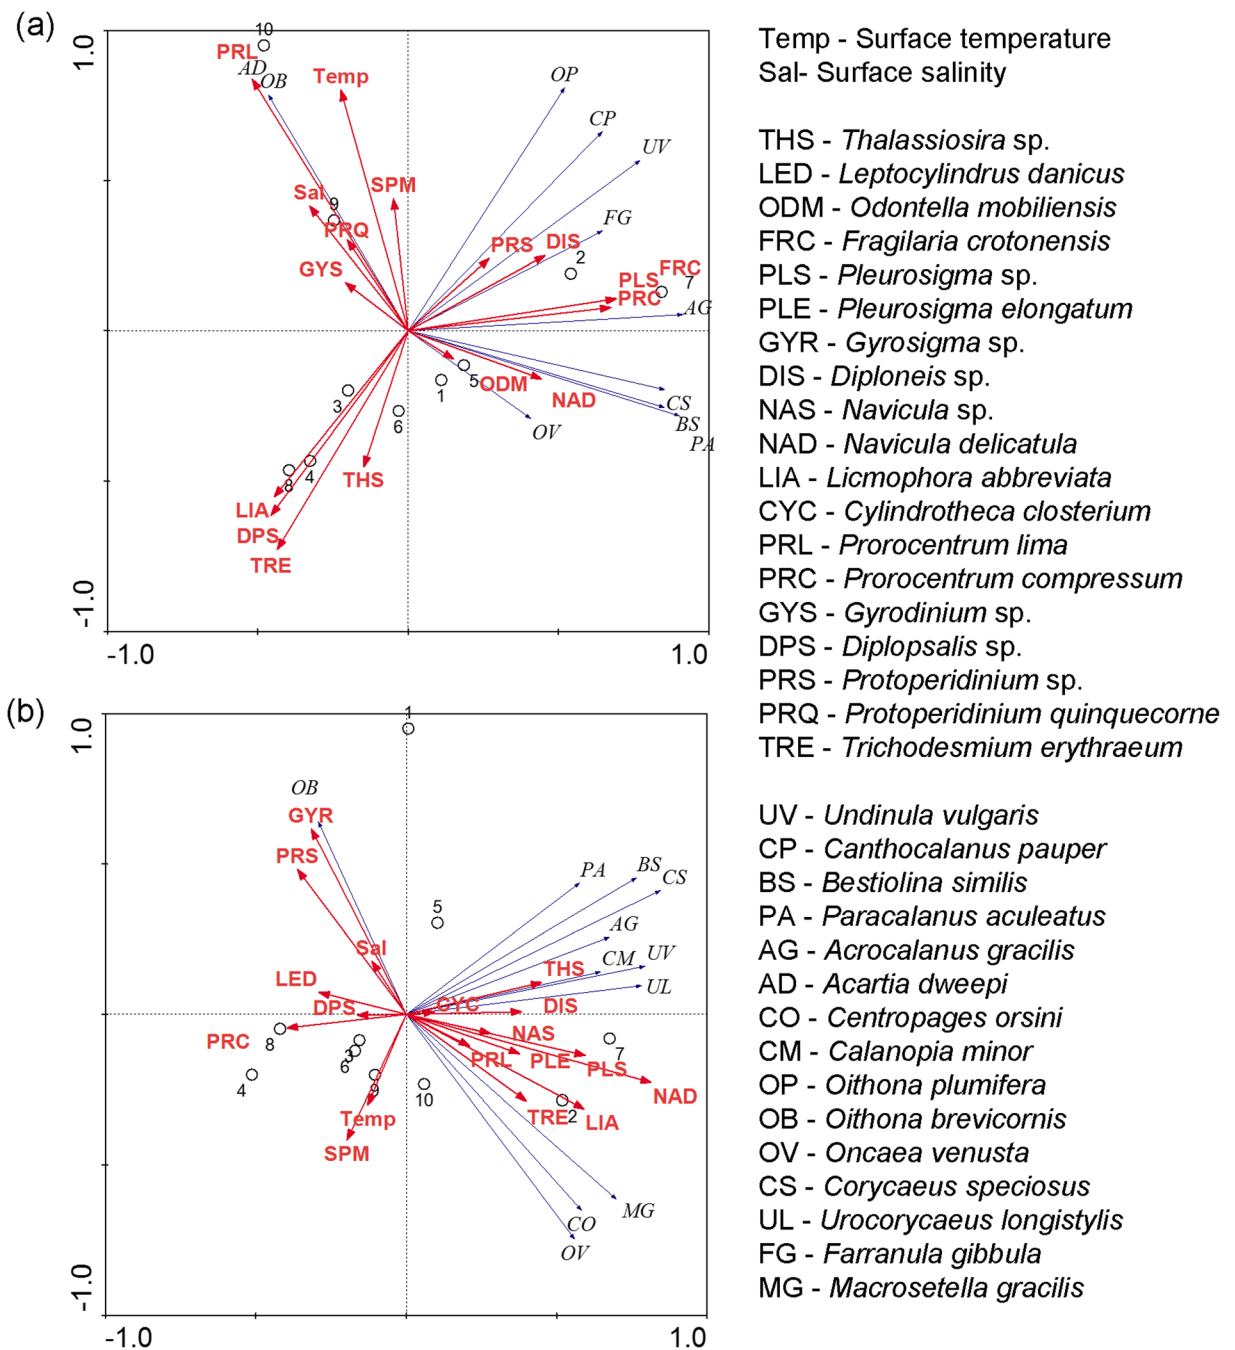 (a)
1.0
-1.0
-1.0
1.0
10
PRL
AD
OB
Temp
OP
CP
UV
SPM
Sal
9
PRQ
FG
PRS
DIS
2
GYS
PLS
FRC
7
PRC
AG
5
ODM
1
NAD
3
6
OV
CS
BS
PA
4
8
THS
LIA
DPS
TRE
(b)
1.0
-1.0
-1.0
1.0
1
OB
GYR
PRS
5
PA
BS
CS
AG
Sal
CM
UV
THS
UL
LED
DPS
CYC
DIS
NAS
PRC
8
3
6
PRL
PLE
PLS
7
4
9
10
NAD
Temp
TRE
2
LIA
SPM
CO
MG
OV
Temp - Surface temperature
Sal- Surface salinity
THS - Thalassiosira sp.
LED - Leptocylindrus danicus
ODM - Odontella mobiliensis
FRC - Fragilaria crotonensis
PLS - Pleurosigma sp.
PLE - Pleurosigma elongatum
GYR - Gyrosigma sp.
DIS - Diploneis sp.
NAS - Navicula sp.
NAD - Navicula delicatula
LIA - Licmophora abbreviata
CYC - Cylindrotheca closterium
PRL - Prorocentrum lima
PRC - Prorocentrum compressum
GYS - Gyrodinium sp.
DPS - Diplopsalis sp.
PRS - Protoperidinium sp.
PRQ - Protoperidinium quinquecorne
TRE - Trichodesmium erythraeum
UV - Undinula vulgaris
CP - Canthocalanus pauper
BS - Bestiolina similis
PA - Paracalanus aculeatus
AG - Acrocalanus gracilis
AD - Acartia dweepi
CO - Centropages orsini
CM - Calanopia minor
OP - Oithona plumifera
OB - Oithona brevicornis
OV - Oncaea venusta
CS - Corycaeus speciosus
UL - Urocorycaeus longistylis
FG - Farranula gibbula
MG - Macrosetella gracilis